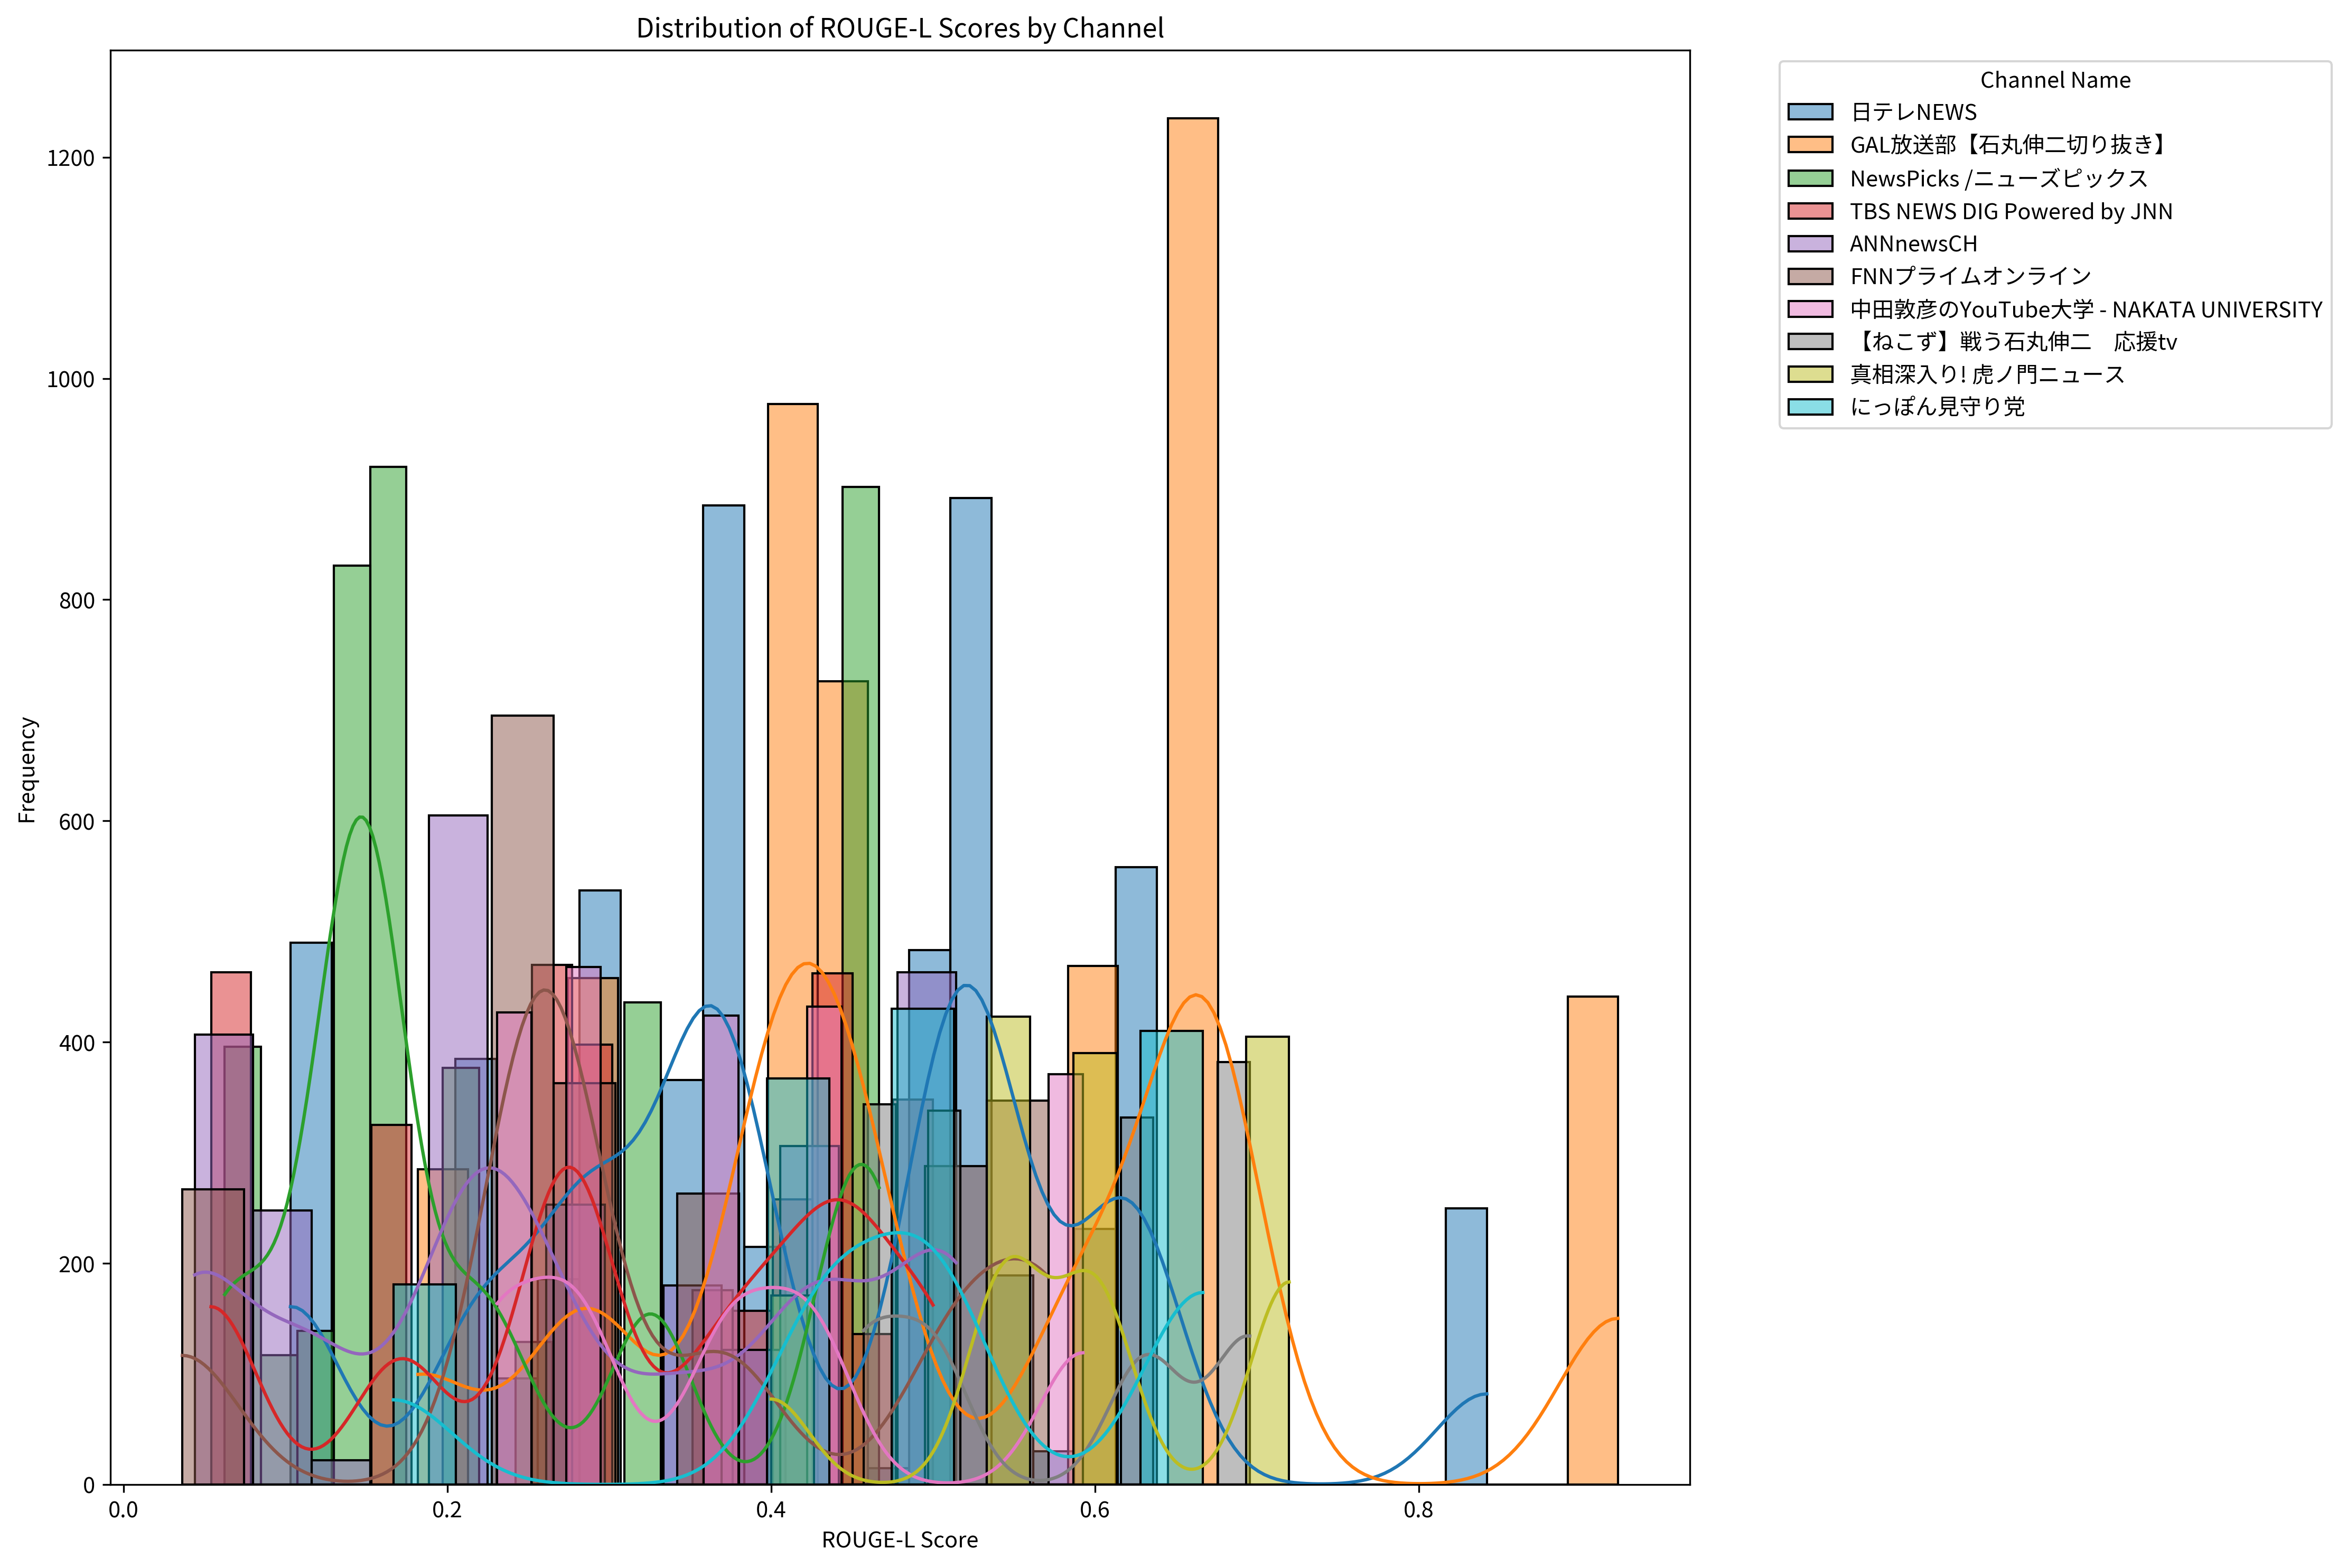 Distribution of ROUGE-L Scores by Channel
Channel Name
日テレNEWS
GAL放送部【石丸伸二切り抜き】
NewsPicks /ニューズピックス
TBS NEWS DIG Powered by JNN
ANNnewsCH
FNNプライムオンライン
中田敦彦のYouTube大学 - NAKATA UNIVERSITY
【ねこず】戦う石丸伸二　応援tv
真相深入り! 虎ノ門ニュース
にっぽん見守り党
Frequency
1200
1000
800
600
400
200
0
0.0 0.2 0.4 0.6 0.8
ROUGE-L Score